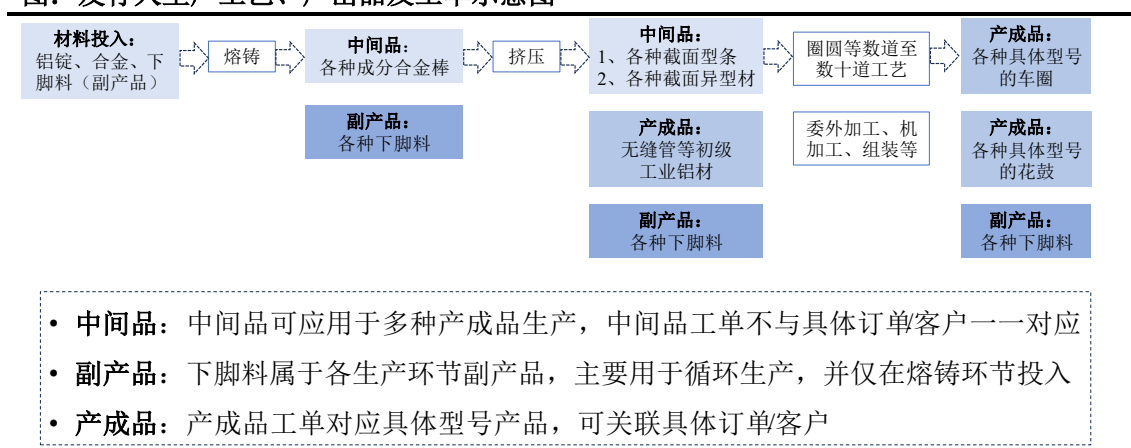 材料投入：
铝锭、合金、下
脚料（副产品）
熔铸
中间品：
各种成分合金棒
挤压
中间品：
1、各种截面型条
2、各种截面异型材
圈圆等数道至
数十道工艺
产成品：
各种具体型号
的车圈
副产品：
各种下脚料
产成品：
无缝管等初级
工业铝材
委外加工、机
加工、组装等
产成品：
各种具体型号
的花鼓
副产品：
各种下脚料
副产品：
各种下脚料
• 中间品：中间品可应用于多种产成品生产，中间品工单不与具体订单/客户一一对应
• 副产品：下脚料属于各生产环节副产品，主要用于循环生产，并仅在熔铸环节投入
• 产成品：产成品工单对应具体型号产品，可关联具体订单/客户